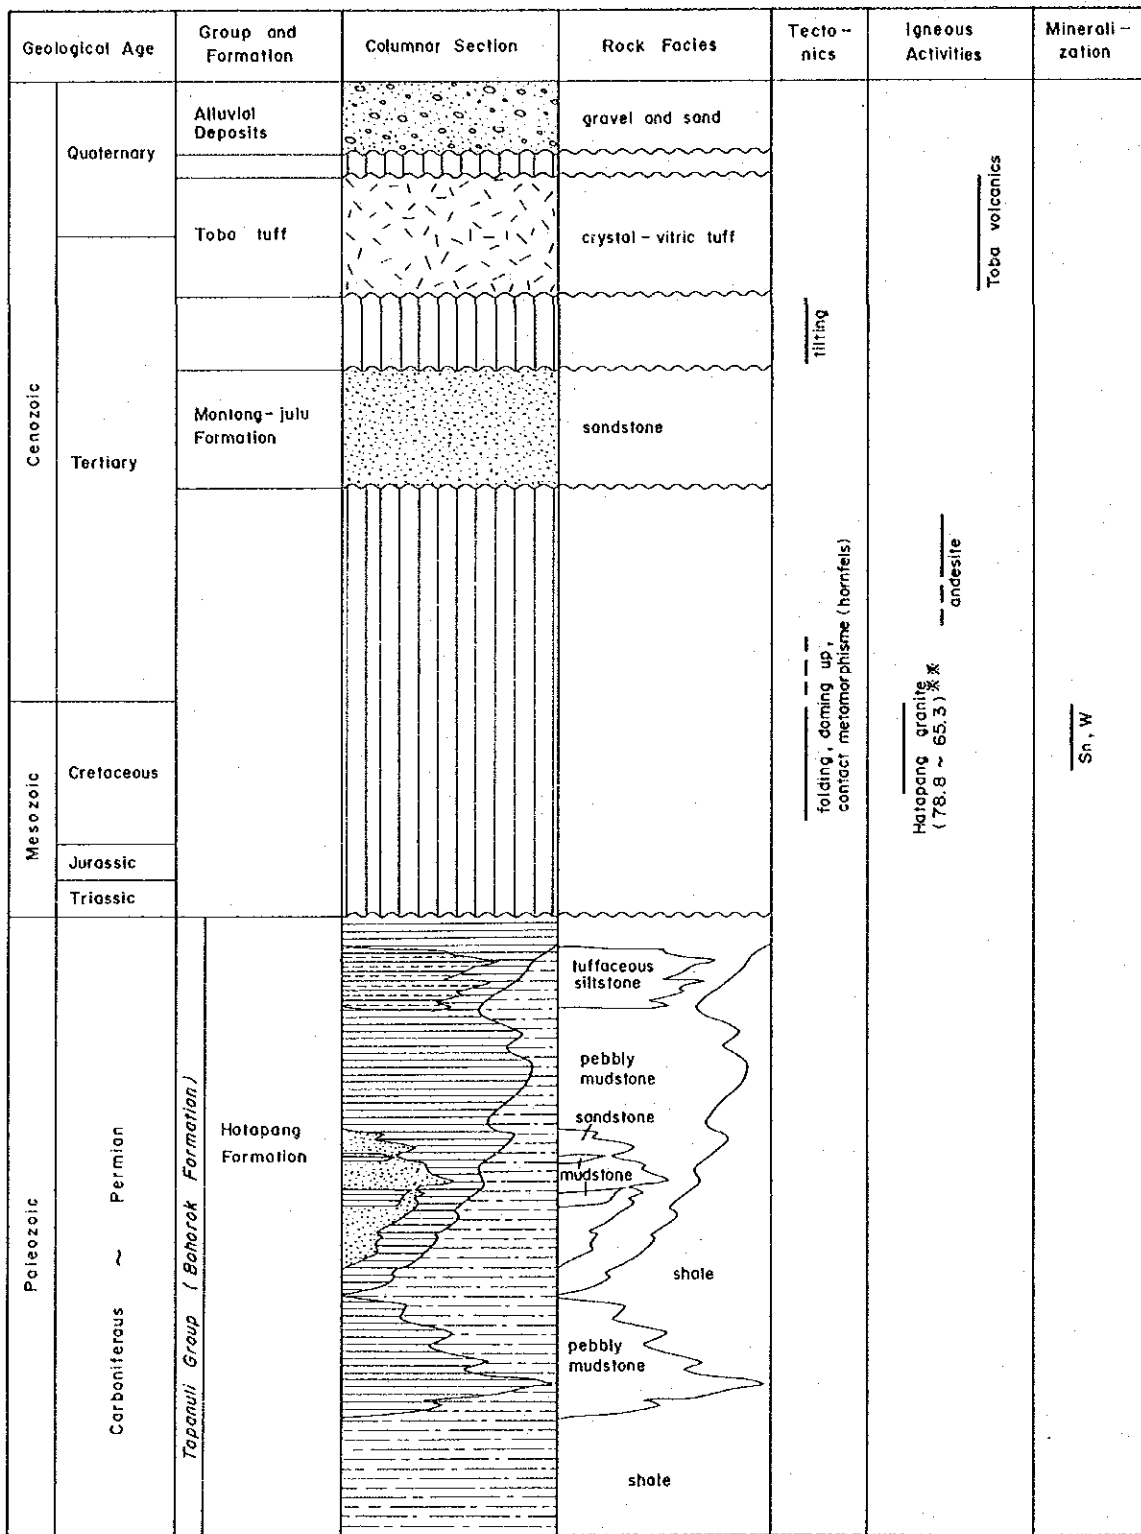 Geological Age
Group and
Formation
Columnar Section
Rock Facies
Tecto-
nics
Igneous
Activities
Minerali-
zation
Cenozoic
Quaternary
Alluvial
Deposits
gravel and sand
Toba tuff
crystal-vitric tuff
Toba volcanics
tilting
Tertiary
Montong-julu
Formation
sandstone
andesite
folding, doming up,
contact metamorphisme (hornfels)
Hatapang granite
(78.8 ~ 65.3)※※
Sn, W
Mesozoic
Cretaceous
Jurassic
Triassic
Paleozoic
Carboniferous ~ Permian
Tapanuli Group (Bohorok Formation)
Hatapang
Formation
tuffaceous
siltstone
pebbly
mudstone
sandstone
mudstone
shale
pebbly
mudstone
shale